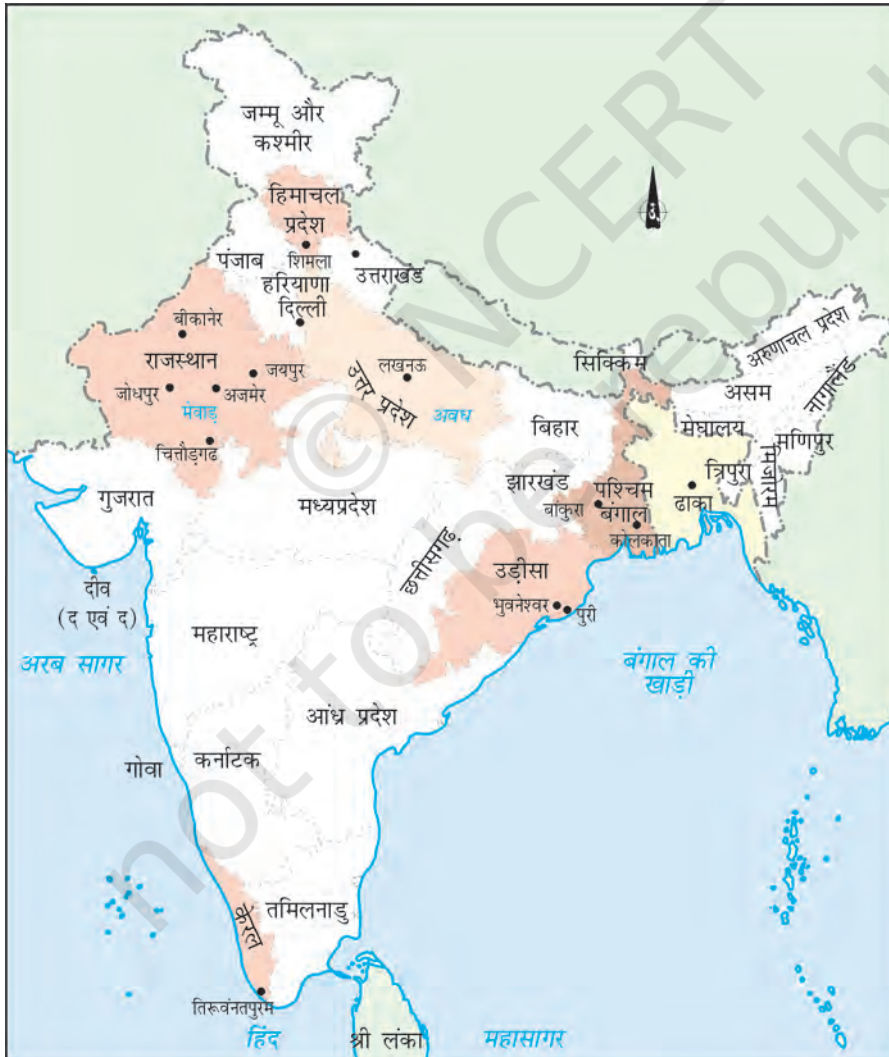 जम्मू और
कश्मीर
हिमाचल
प्रदेश
शिमला
पंजाब
उत्तराखंड
हरियाणा
दिल्ली
बीकानेर
राजस्थान
जयपुर
जोधपुर
अजमेर
मेवाड़
चित्तौड़गढ
लखनऊ
उत्तर प्रदेश
अवध
सिक्किम
अरुणाचल प्रदेश
असम
नागालैंड
मेघालय
मणिपुर
बिहार
त्रिपुरा
मिज़ोरम
ढाका
झारखंड
पश्चिम
बंगाल
बांकुरा
कोलकाता
गुजरात
मध्यप्रदेश
छत्तीसगढ़
उड़ीसा
भुवनेश्वर
पुरी
दीव
(द एवं द)
महाराष्ट्र
अरब सागर
बंगाल की
खाड़ी
आंध्र प्रदेश
कर्नाटक
गोवा
तमिलनाडु
केरल
तिरूवंनतपुरम
हिंद
महासागर
श्री लंका
उ.
© NCERT
not to be republ